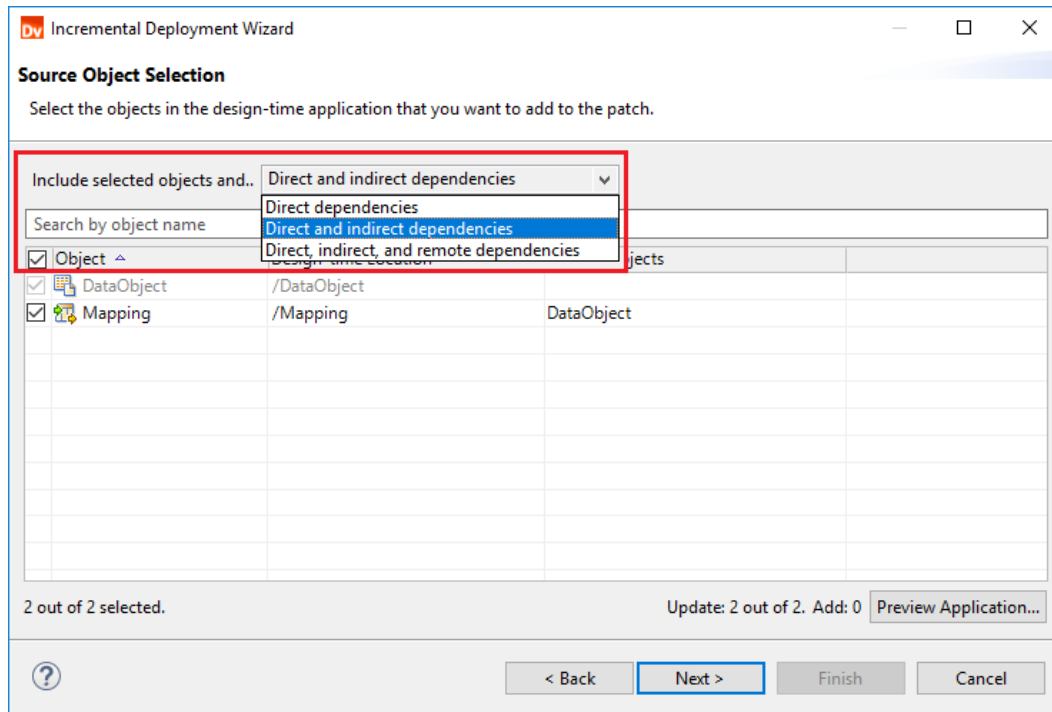 Dv Incremental Deployment Wizard
Source Object Selection
Select the objects in the design-time application that you want to add to the patch.
Include selected objects and.. Direct and indirect dependencies
Direct dependencies
Search by object name Direct and indirect dependencies
Direct, indirect, and remote dependencies
Object
DataObject /DataObject
Mapping /Mapping DataObject
2 out of 2 selected. Update: 2 out of 2. Add: 0 Preview Application...
? < Back Next > Finish Cancel